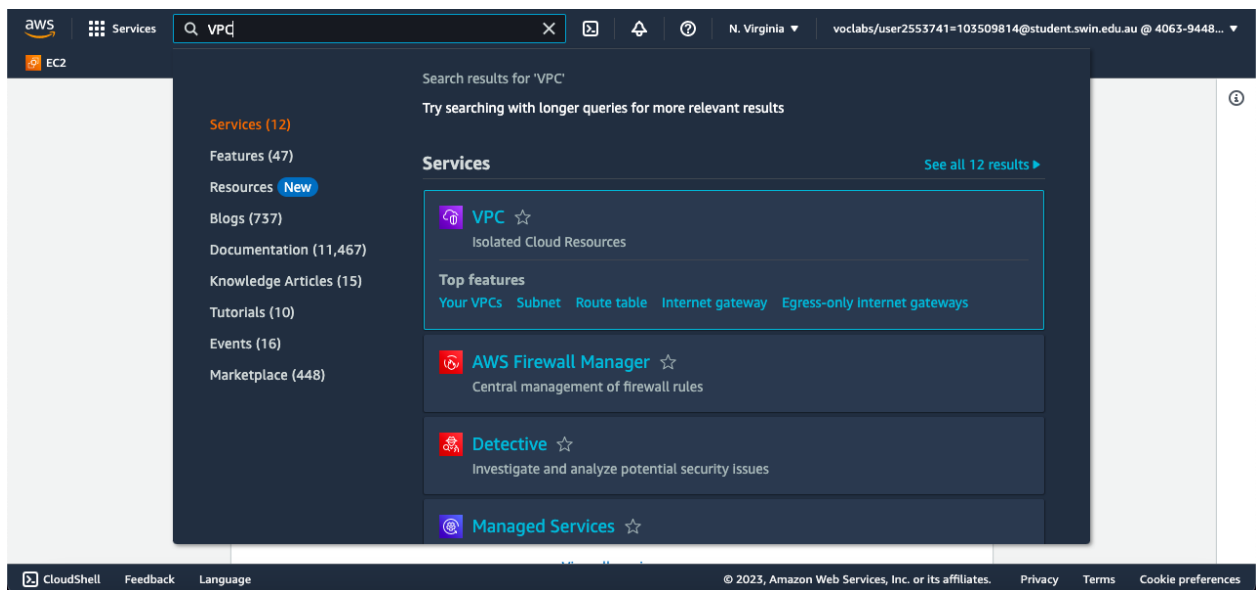 aws
Services
VPC
N. Virginia
voclabs/user2553741=103509814@student.swin.edu.au @ 4063-9448...
EC2
Search results for 'VPC'
Try searching with longer queries for more relevant results
Services (12)
Features (47)
Resources New
Blogs (737)
Documentation (11,467)
Knowledge Articles (15)
Tutorials (10)
Events (16)
Marketplace (448)
Services
See all 12 results
VPC
Isolated Cloud Resources
Top features
Your VPCs Subnet Route table Internet gateway Egress-only internet gateways
AWS Firewall Manager
Central management of firewall rules
Detective
Investigate and analyze potential security issues
Managed Services
CloudShell Feedback Language
© 2023, Amazon Web Services, Inc. or its affiliates. Privacy Terms Cookie preferences